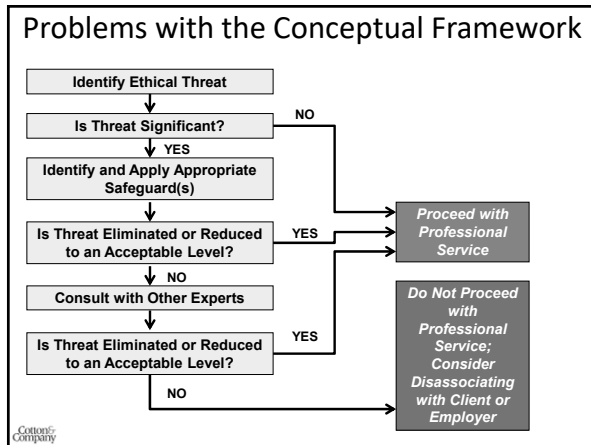 Problems with the Conceptual Framework
Identify Ethical Threat
NO
Is Threat Significant?
YES
Identify and Apply Appropriate
Safeguard(s)
Is Threat Eliminated or Reduced
to an Acceptable Level?
YES
Proceed with
Professional
Service
NO
Consult with Other Experts
Is Threat Eliminated or Reduced
to an Acceptable Level?
YES
NO
Do Not Proceed
with
Professional
Service;
Consider
Disassociating
with Client or
Employer
Cotton&
Company